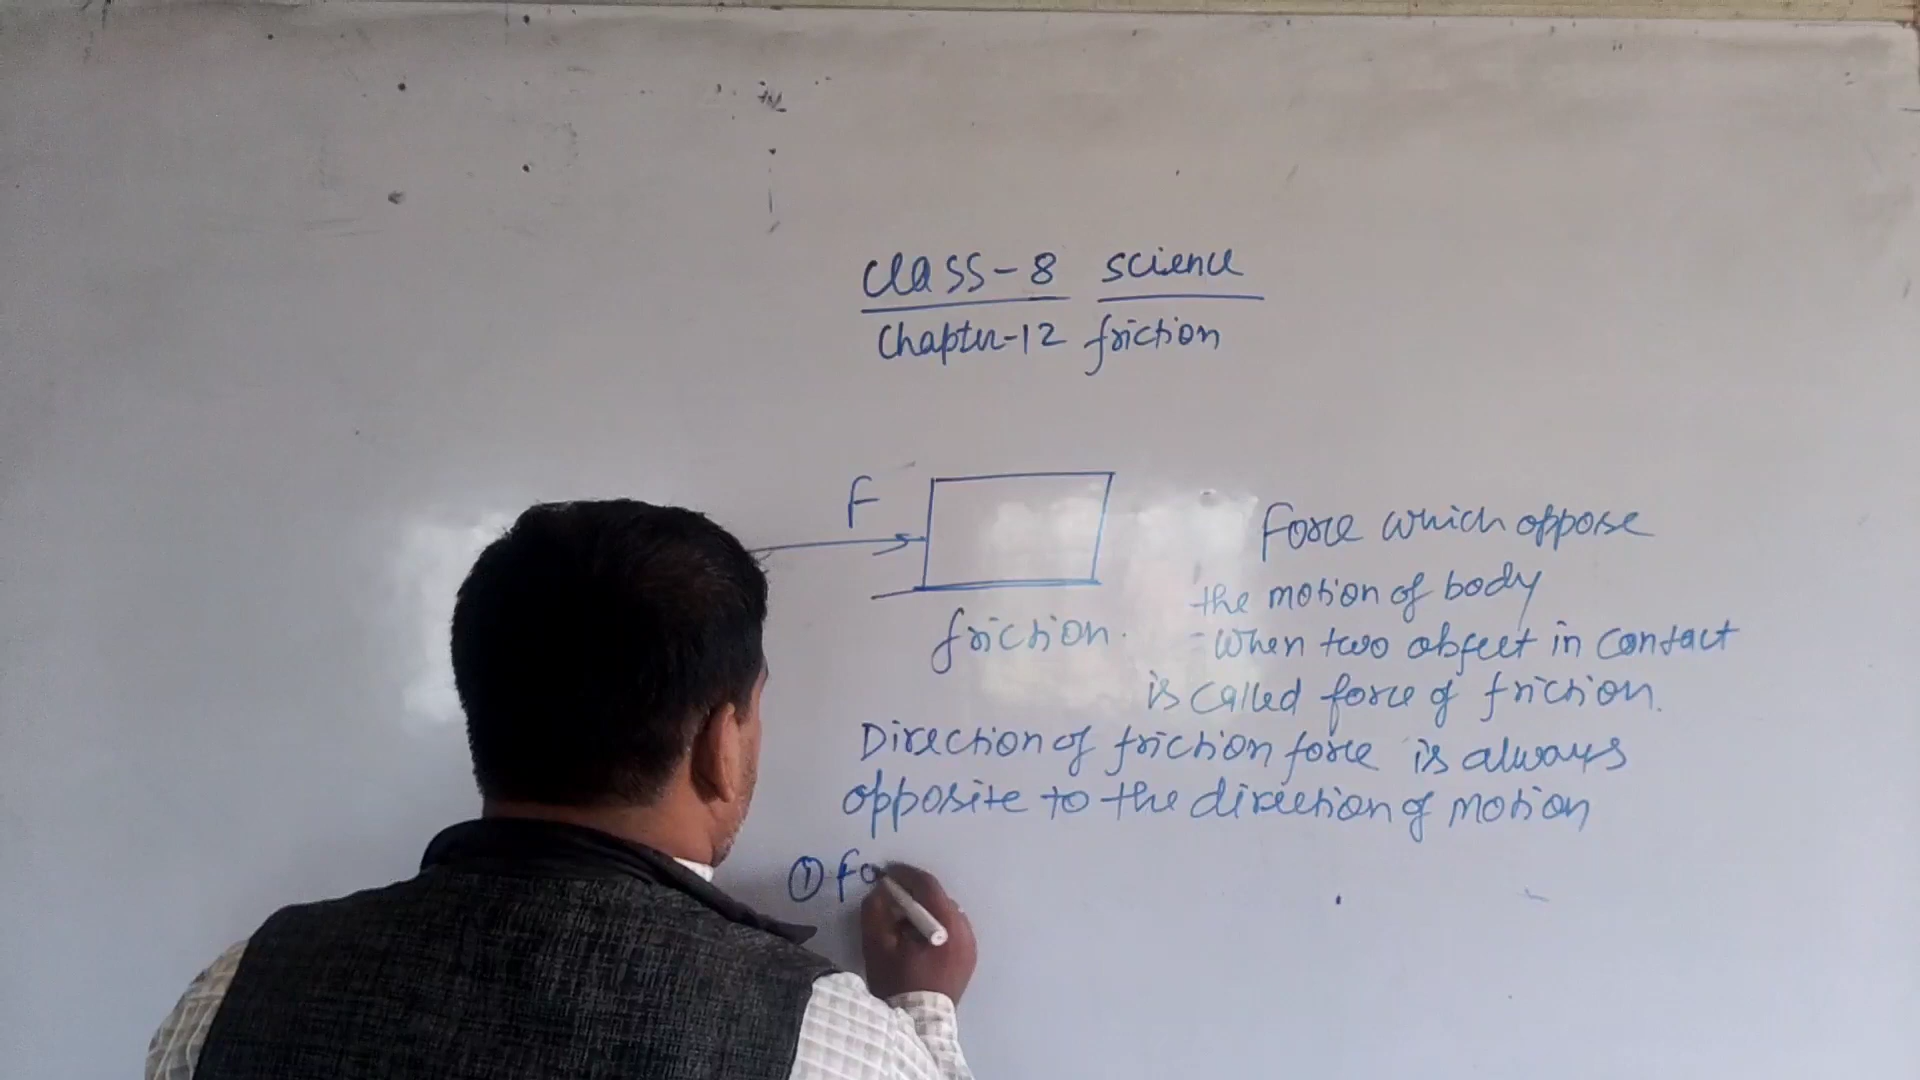 Class-8 science
Chapter-12 friction
F
Force which oppose
the motion of body
- when two object in contact
friction.
is called force of friction.
Direction of friction force is always
opposite to the direction of motion
① fo